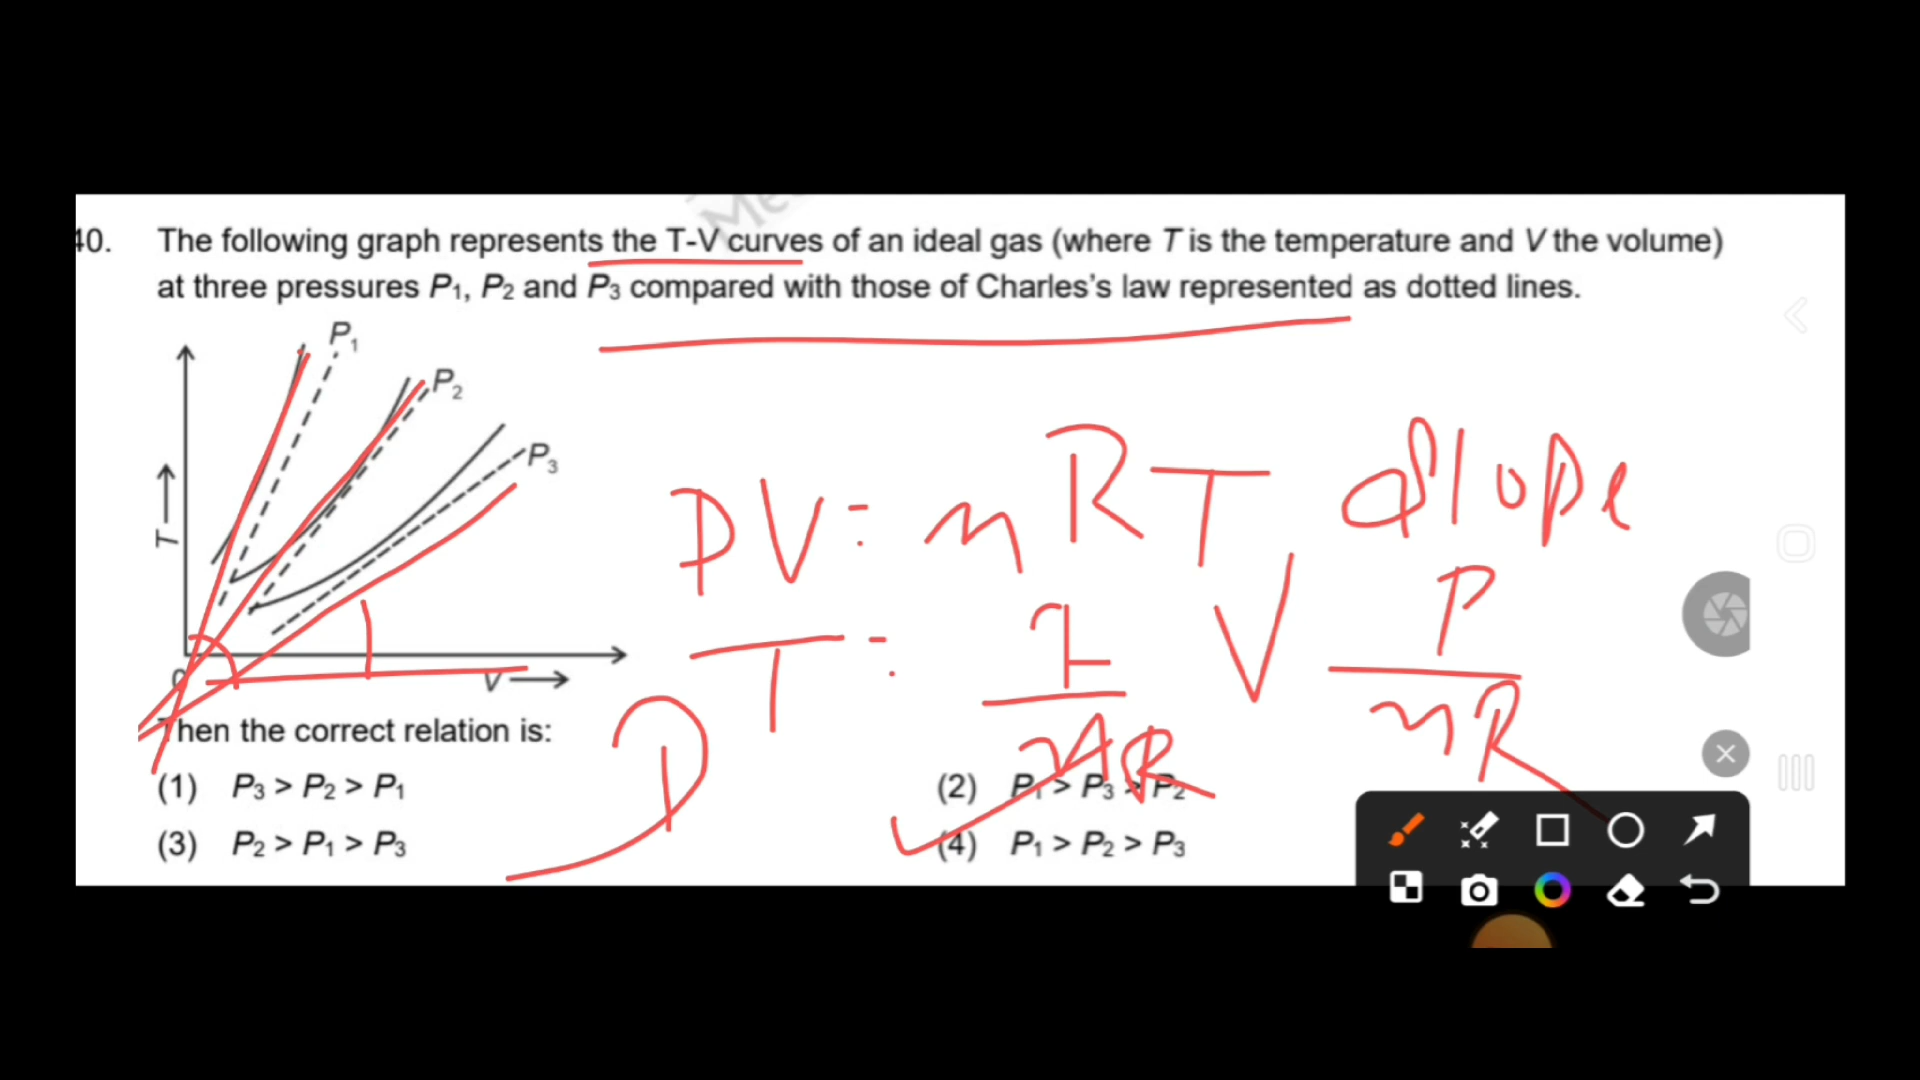 40. The following graph represents the T-V curves of an ideal gas (where T is the temperature and V the volume)
at three pressures P₁, P₂ and P₃ compared with those of Charles's law represented as dotted lines.
P₁
P₂
P₃
T
0
V
PV = nRT
T = V
slope
P
nR
Then the correct relation is:
(1) P₃ > P₂ > P₁
(2) P₁ > P₃ > P₂
(3) P₂ > P₁ > P₃
(4) P₁ > P₂ > P₃